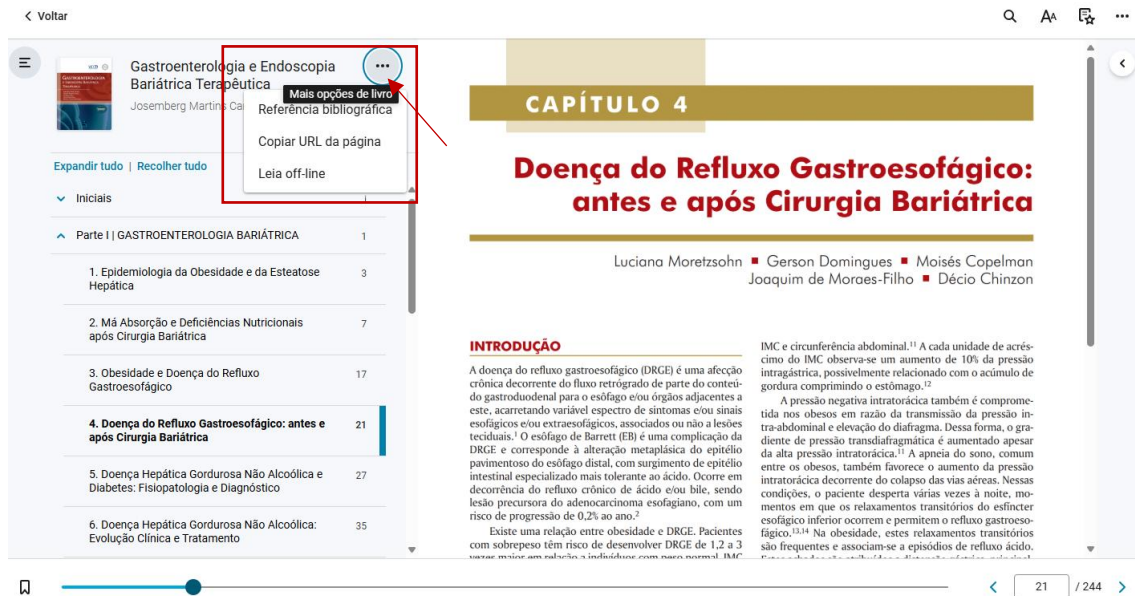 Voltar
Gastroenterologia e Endoscopia
Bariátrica Terapêutica
Josemberg Martins Ca
Mais opções de livro
Referência bibliográfica
Copiar URL da página
Leia off-line
Expandir tudo | Recolher tudo
Iniciais
Parte I | GASTROENTEROLOGIA BARIÁTRICA 1
1. Epidemiologia da Obesidade e da Esteatose
Hepática 3
2. Má Absorção e Deficiências Nutricionais
após Cirurgia Bariátrica 7
3. Obesidade e Doença do Refluxo
Gastroesofágico 17
4. Doença do Refluxo Gastroesofágico: antes e
após Cirurgia Bariátrica 21
5. Doença Hepática Gordurosa Não Alcoólica e
Diabetes: Fisiopatologia e Diagnóstico 27
6. Doença Hepática Gordurosa Não Alcoólica:
Evolução Clínica e Tratamento 35
CAPÍTULO 4
Doença do Refluxo Gastroesofágico:
antes e após Cirurgia Bariátrica
Luciana Moretzsohn ■ Gerson Domingues ■ Moisés Copelman
Joaquim de Moraes-Filho ■ Décio Chinzon
INTRODUÇÃO
A doença do refluxo gastroesofágico (DRGE) é uma afecção
crônica decorrente do fluxo retrógrado de parte do conteú-
do gastroduodenal para o esôfago e/ou órgãos adjacentes a
este, acarretando variável espectro de sintomas e/ou sinais
esofágicos e/ou extraesofágicos, associados ou não a lesões
teciduais.¹ O esôfago de Barrett (EB) é uma complicação da
DRGE e corresponde à alteração metaplásica do epitélio
pavimentoso do esôfago distal, com surgimento de epitélio
intestinal especializado mais tolerante ao ácido. Ocorre em
decorrência do refluxo crônico de ácido e/ou bile, sendo
lesão precursora do adenocarcinoma esofagiano, com um
risco de progressão de 0,2% ao ano.²
Existe uma relação entre obesidade e DRGE. Pacientes
com sobrepeso têm risco de desenvolver DRGE de 1,2 a 3
vezes maior em relação a indivíduos com peso normal. IMC
IMC e circunferência abdominal.¹¹ A cada unidade de acrés-
cimo do IMC observa-se um aumento de 10% da pressão
intragástrica, possivelmente relacionado com o acúmulo de
gordura comprimindo o estômago.¹²
A pressão negativa intratorácica também é comprome-
tida nos obesos em razão da transmissão da pressão in-
tra-abdominal e elevação do diafragma. Dessa forma, o gra-
diente de pressão transdiafragmática é aumentado apesar
da alta pressão intratorácica.¹¹ A apneia do sono, comum
entre os obesos, também favorece o aumento da pressão
intratorácica decorrente do colapso das vias aéreas. Nessas
condições, o paciente desperta várias vezes à noite, mo-
mentos em que os relaxamentos transitórios do esfíncter
esofágico inferior ocorrem e permitem o refluxo gastroeso-
fágico.¹³,¹⁴ Na obesidade, estes relaxamentos transitórios
são frequentes e associam-se a episódios de refluxo ácido.
21 / 244